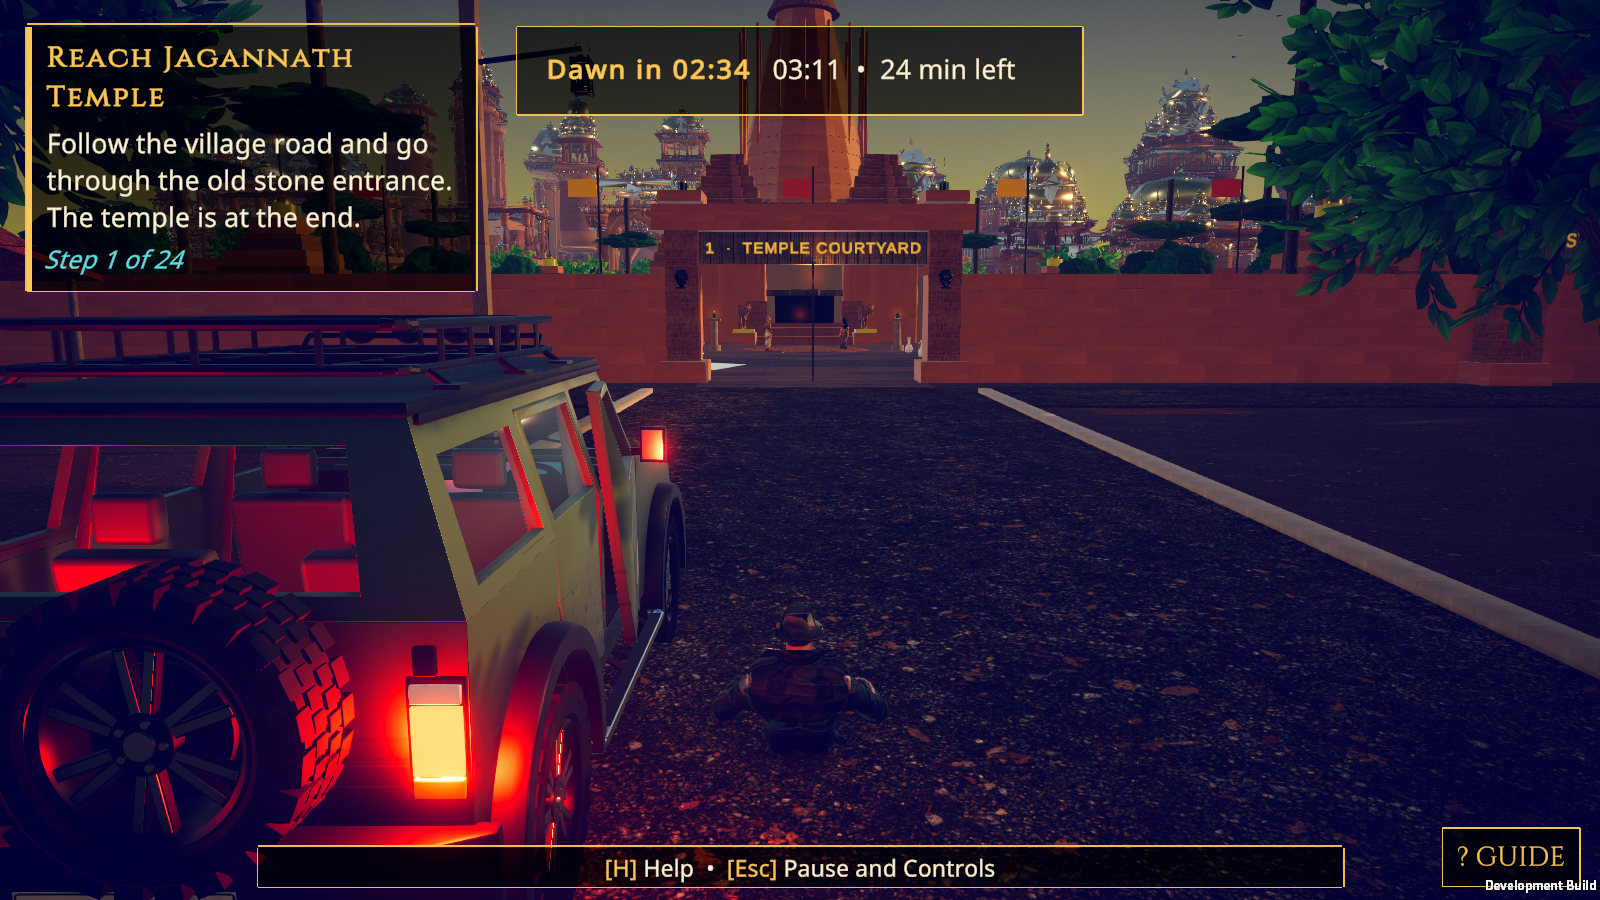 REACH JAGANNATH
TEMPLE
Follow the village road and go
through the old stone entrance.
The temple is at the end.
Step 1 of 24
Dawn in 02:34 03:11 • 24 min left
1 · TEMPLE COURTYARD
S
[H] Help • [Esc] Pause and Controls
? GUIDE
Development Build